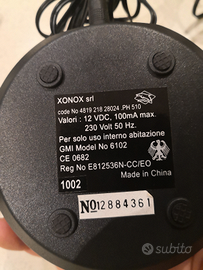 XONOX srl
code No 4819 218 28024 .PH 510
Valori : 12 VDC, 100mA max.
230 Volt 50 Hz.
Per solo uso interno abitazione
GMI Model No 6102
CE 0682
Reg No E812536N-CC/EO
1002
Made in China
No12884361
subito